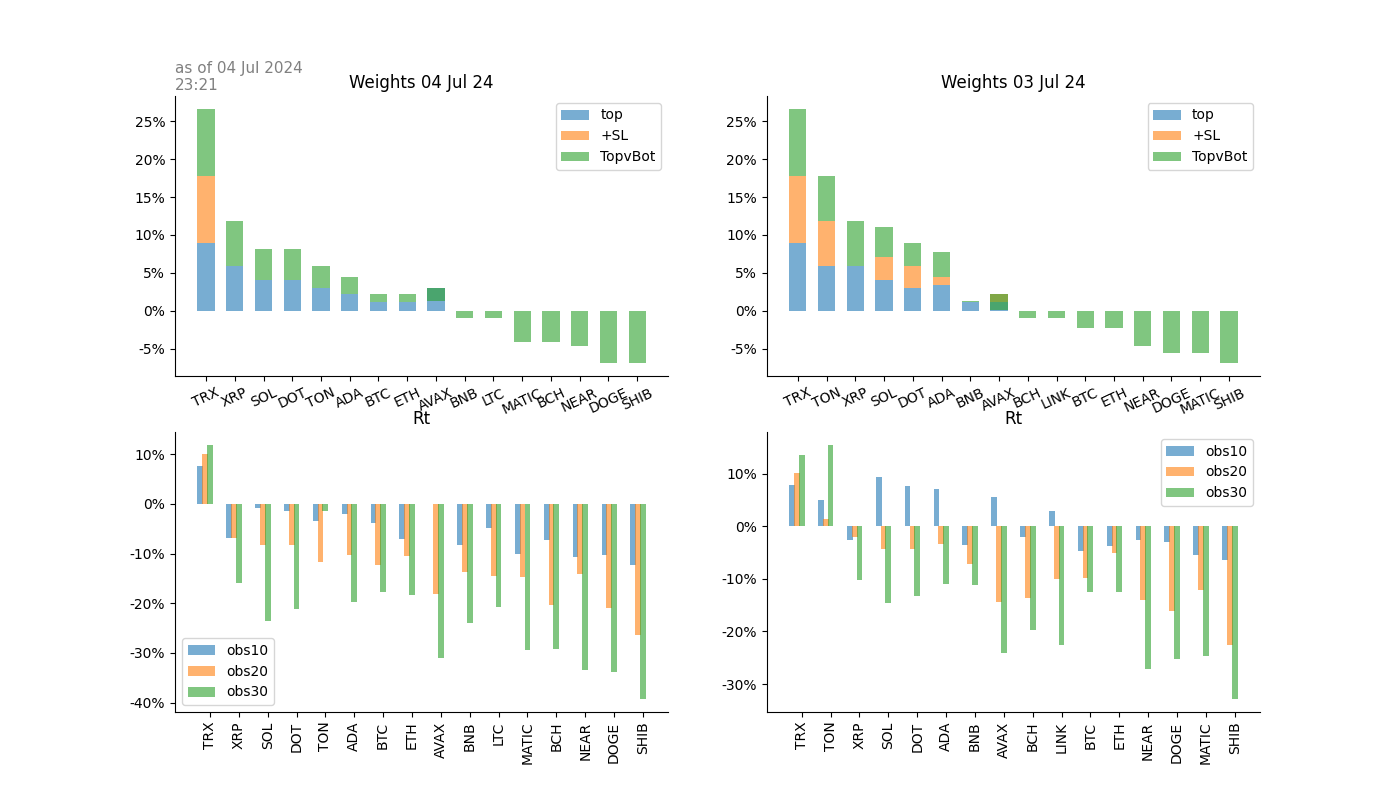 as of 04 Jul 2024
23:21
Weights 04 Jul 24
25%
20%
15%
10%
5%
0%
-5%
top
+SL
TopvBot
TRX XRP SOL DOT TON ADA BTC ETH AVAX BNB LTC MATIC BCH NEAR DOGE SHIB
Weights 03 Jul 24
25%
20%
15%
10%
5%
0%
-5%
top
+SL
TopvBot
TRX TON XRP SOL DOT ADA BNB AVAX BCH LINK BTC ETH NEAR DOGE MATIC SHIB
Rt
10%
0%
-10%
-20%
-30%
-40%
obs10
obs20
obs30
TRX XRP SOL DOT TON ADA BTC ETH AVAX BNB LTC MATIC BCH NEAR DOGE SHIB
Rt
10%
0%
-10%
-20%
-30%
obs10
obs20
obs30
TRX TON XRP SOL DOT ADA BNB AVAX BCH LINK BTC ETH NEAR DOGE MATIC SHIB